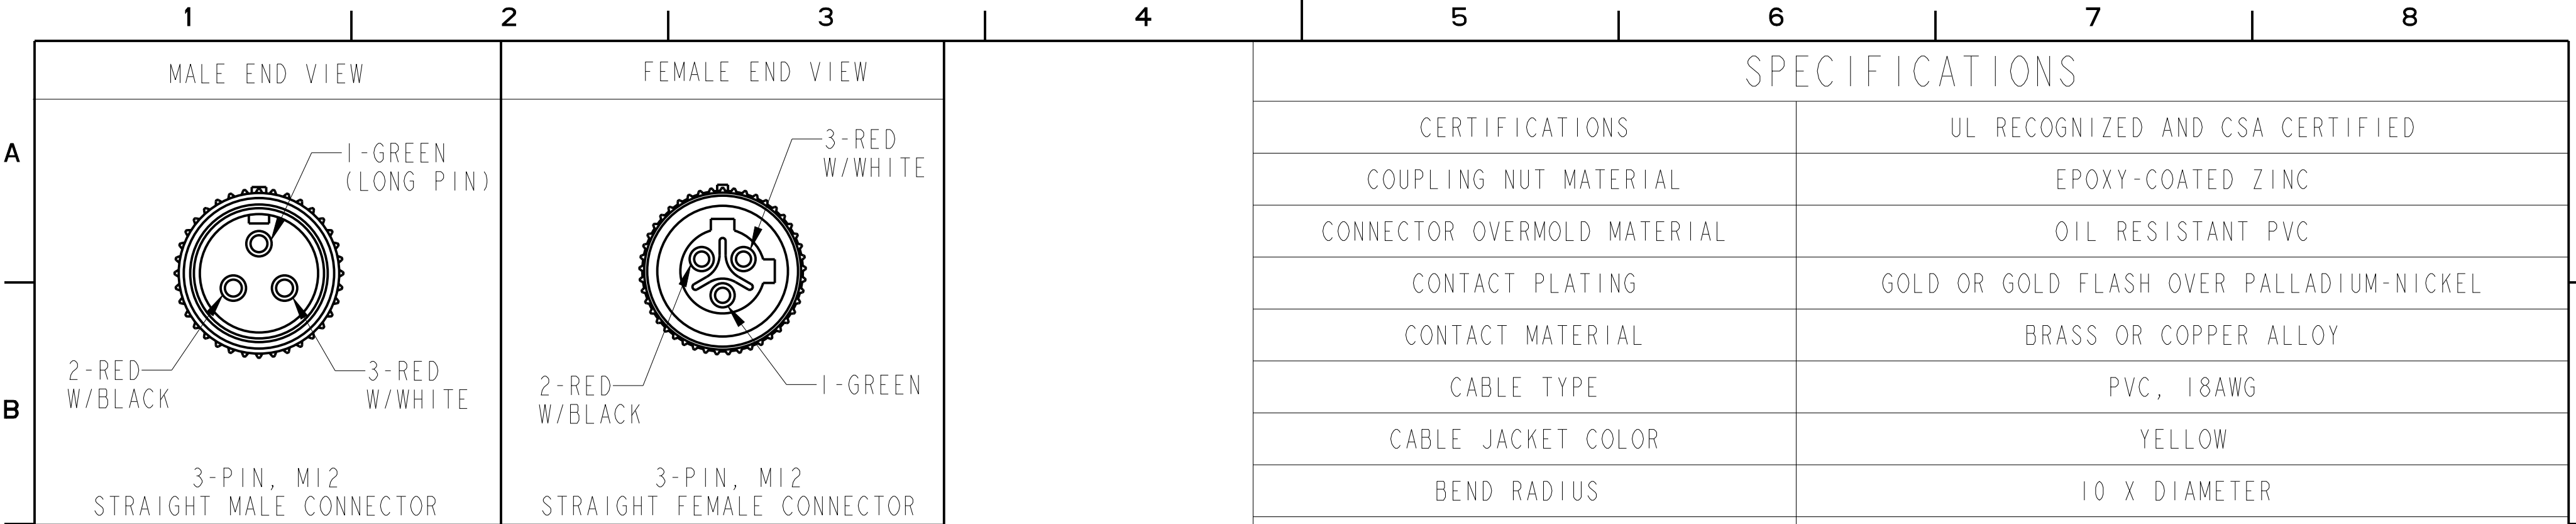 1 2 3 4 5 6 7 8
A
B
MALE END VIEW
1-GREEN
(LONG PIN)
2-RED
W/BLACK
3-RED
W/WHITE
3-PIN, M12
STRAIGHT MALE CONNECTOR
FEMALE END VIEW
3-RED
W/WHITE
2-RED
W/BLACK
1-GREEN
3-PIN, M12
STRAIGHT FEMALE CONNECTOR
SPECIFICATIONS
CERTIFICATIONS UL RECOGNIZED AND CSA CERTIFIED
COUPLING NUT MATERIAL EPOXY-COATED ZINC
CONNECTOR OVERMOLD MATERIAL OIL RESISTANT PVC
CONTACT PLATING GOLD OR GOLD FLASH OVER PALLADIUM-NICKEL
CONTACT MATERIAL BRASS OR COPPER ALLOY
CABLE TYPE PVC, 18AWG
CABLE JACKET COLOR YELLOW
BEND RADIUS 10 X DIAMETER